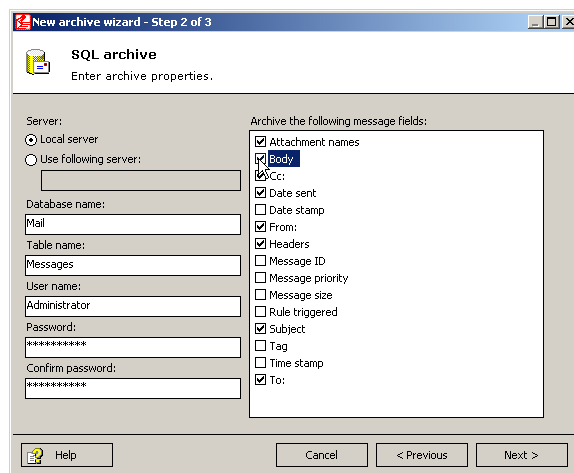 New archive wizard - Step 2 of 3
SQL archive
Enter archive properties.
Server:
Local server
Use following server:
Database name:
Mail
Table name:
Messages
User name:
Administrator
Password:
**********
Confirm password:
**********
Archive the following message fields:
Attachment names
Body
Cc:
Date sent
Date stamp
From:
Headers
Message ID
Message priority
Message size
Rule triggered
Subject
Tag
Time stamp
To:
Help
Cancel
< Previous
Next >